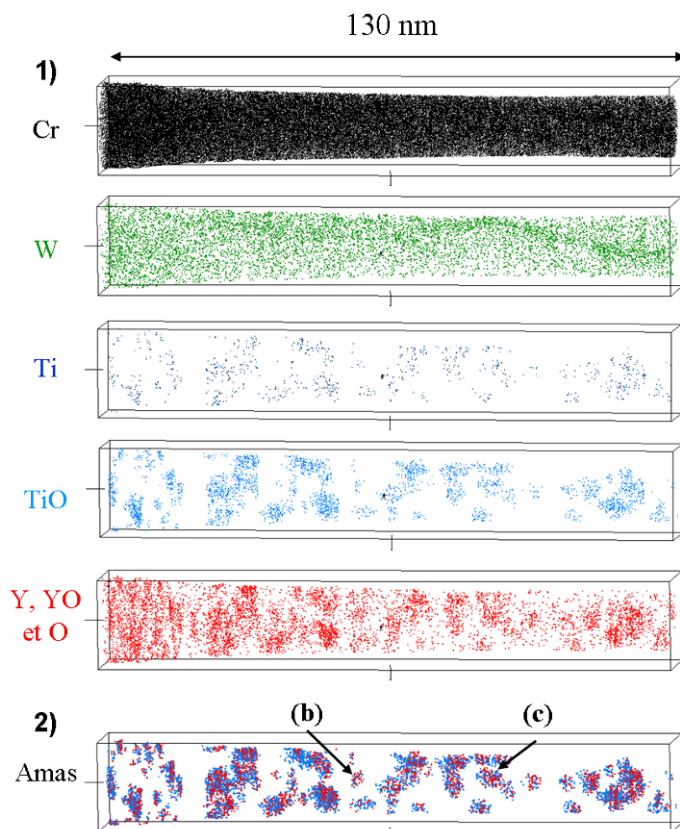 130 nm
1)
Cr
W
Ti
TiO
Y, YO
et O
2)
(b)
(c)
Amas